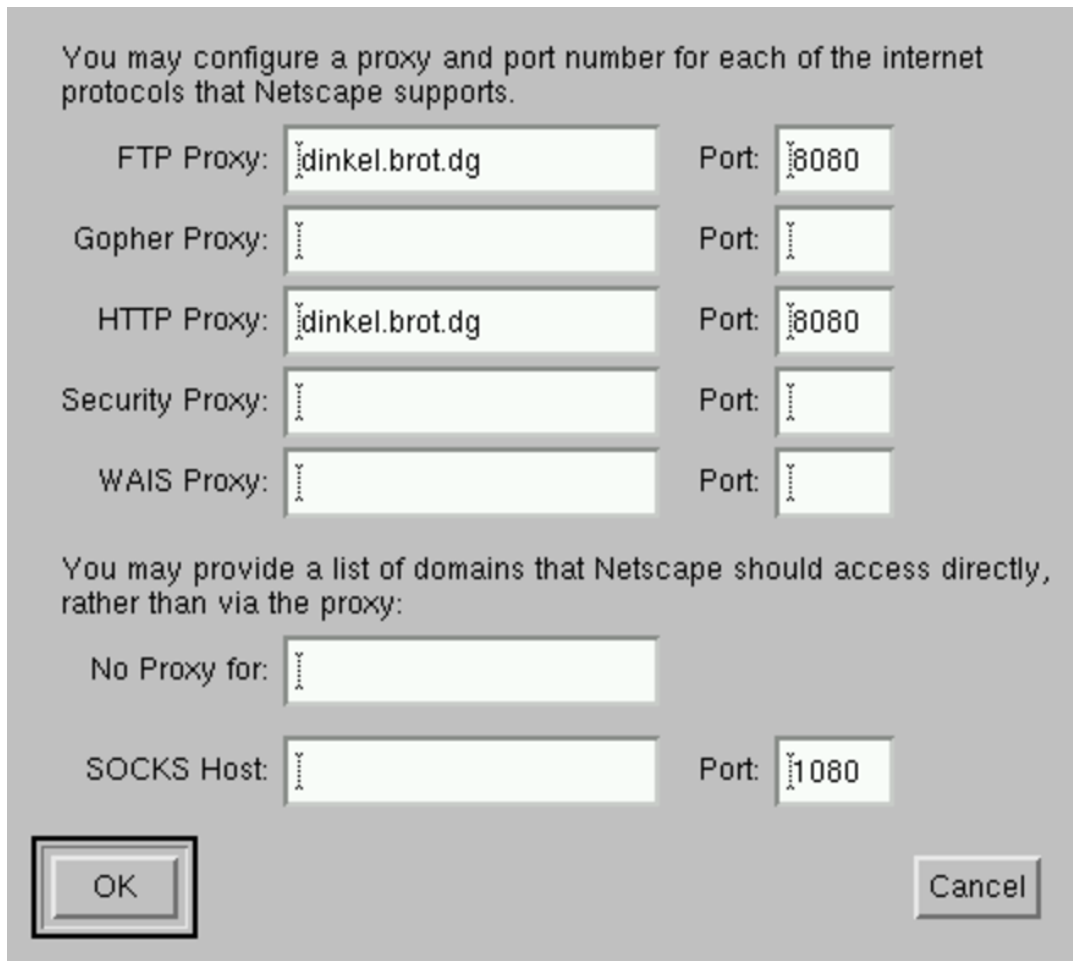 You may configure a proxy and port number for each of the internet
protocols that Netscape supports.
FTP Proxy: dinkel.brot.dg Port: 8080
Gopher Proxy: Port:
HTTP Proxy: dinkel.brot.dg Port: 8080
Security Proxy: Port:
WAIS Proxy: Port:
You may provide a list of domains that Netscape should access directly,
rather than via the proxy:
No Proxy for:
SOCKS Host: Port: 1080
OK Cancel